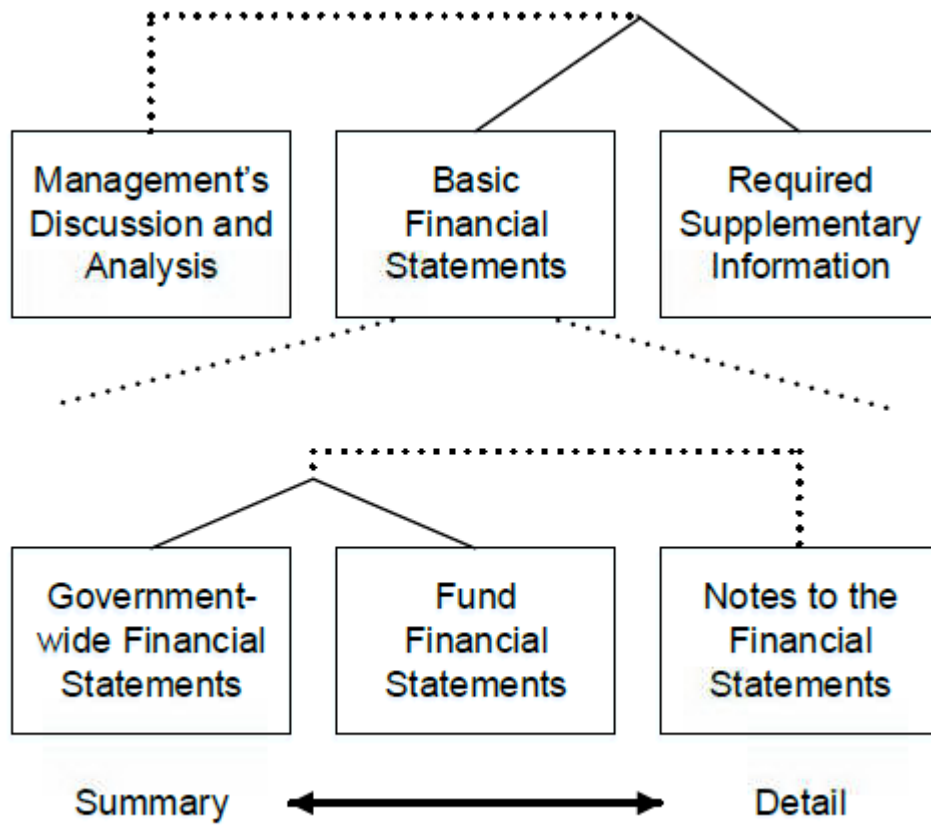 Management's
Discussion and
Analysis
Basic
Financial
Statements
Required
Supplementary
Information
Government-
wide Financial
Statements
Fund
Financial
Statements
Notes to the
Financial
Statements
Summary
Detail